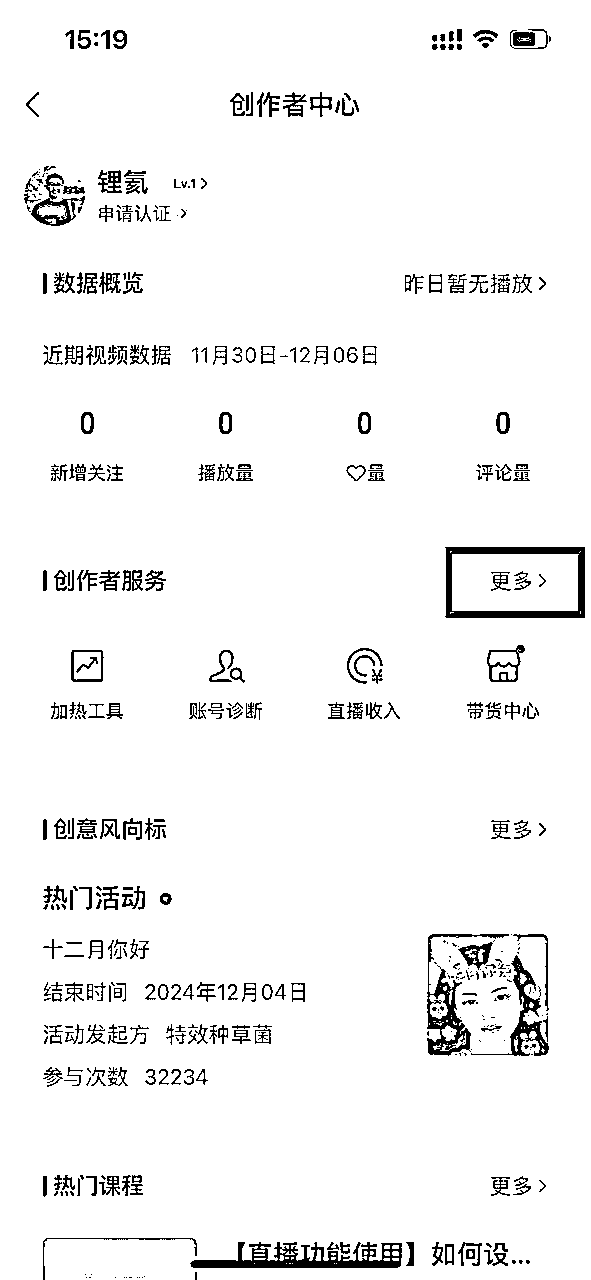 15:19
创作者中心
锂氦 Lv.1
申请认证
数据概览 昨日暂无播放
近期视频数据 11月30日-12月06日
0 0 0 0
新增关注 播放量 ♡量 评论量
创作者服务 更多
加热工具 账号诊断 直播收入 带货中心
创意风向标 更多
热门活动
十二月你好
结束时间 2024年12月04日
活动发起方 特效种草菌
参与次数 32234
热门课程 更多
【直播功能使用】如何设...